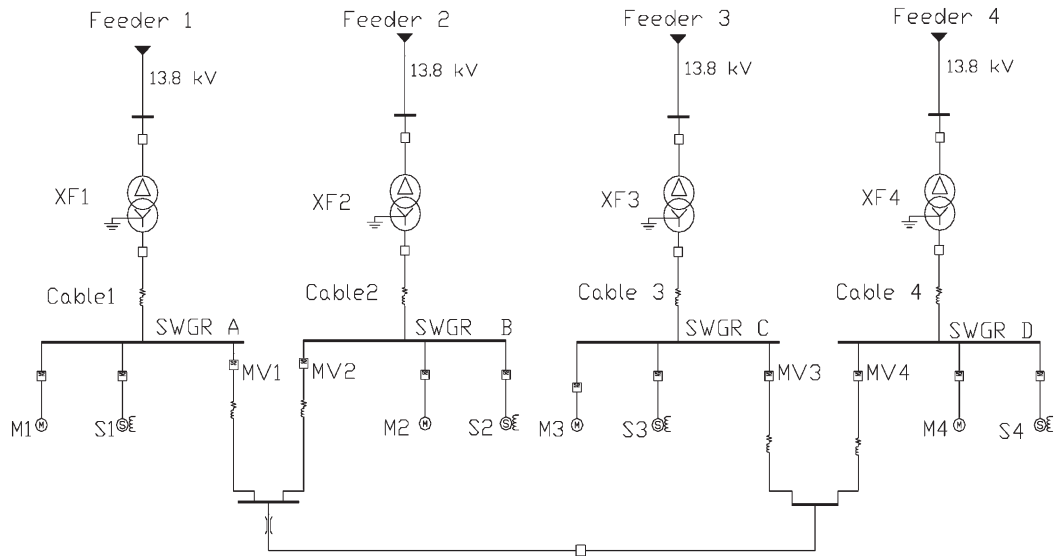 Feeder 1
Feeder 2
Feeder 3
Feeder 4
13.8 kV
13.8 kV
13.8 kV
13.8 kV
XF1
XF2
XF3
XF4
Cable1
Cable2
Cable 3
Cable 4
SWGR A
SWGR B
SWGR C
SWGR D
MV1
MV2
MV3
MV4
M1
M
S1
S
M2
M
S2
S
M3
M
S3
S
M4
M
S4
S